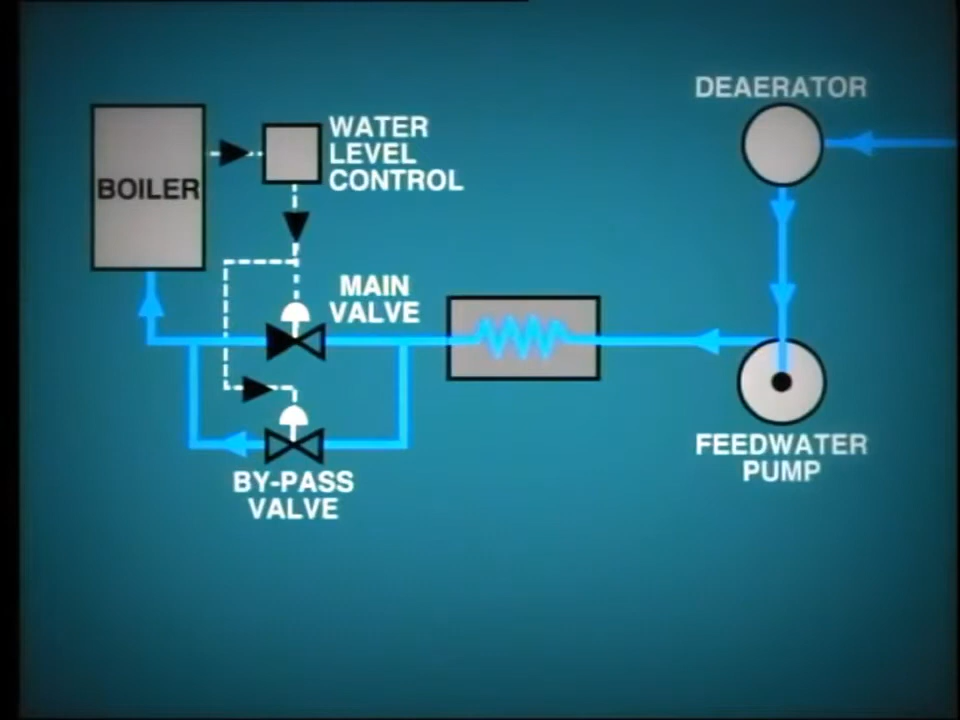 DEAERATOR
WATER
LEVEL
CONTROL
BOILER
MAIN
VALVE
FEEDWATER
PUMP
BY-PASS
VALVE